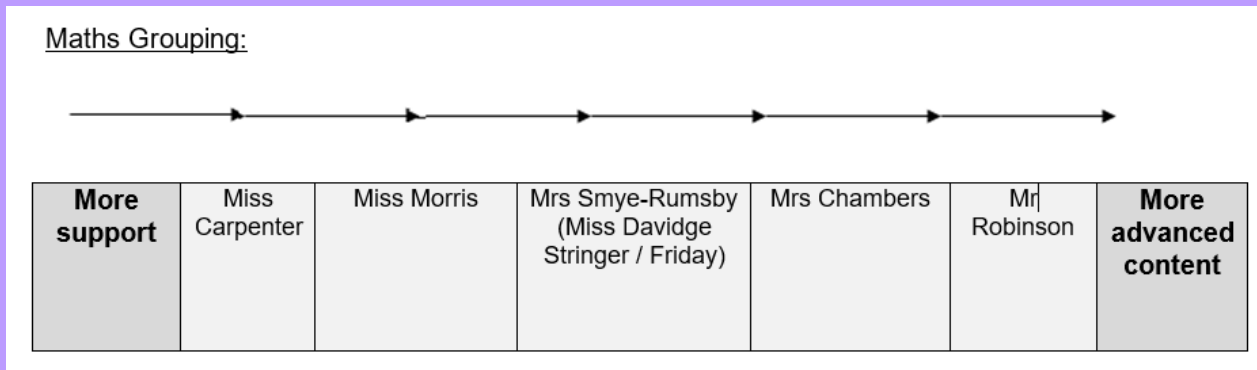 Maths Grouping:
More
support
Miss
Carpenter
Miss Morris
Mrs Smye-Rumsby
(Miss Davidge
Stringer / Friday)
Mrs Chambers
Mr
Robinson
More
advanced
content